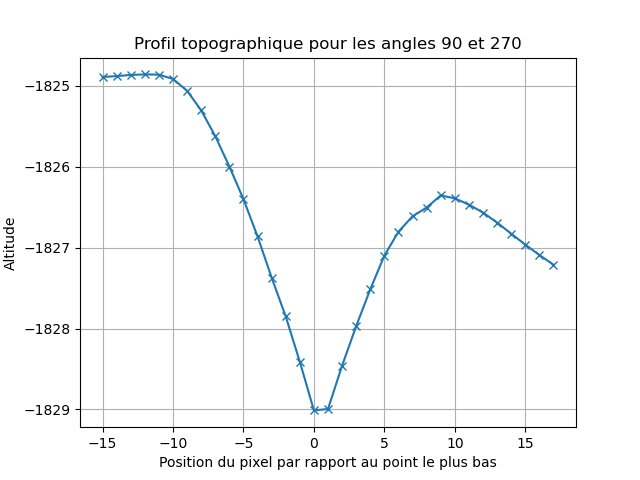 Profil topographique pour les angles 90 et 270
−1825
−1826
−1827
−1828
−1829
Altitude
−15 −10 −5 0 5 10 15
Position du pixel par rapport au point le plus bas